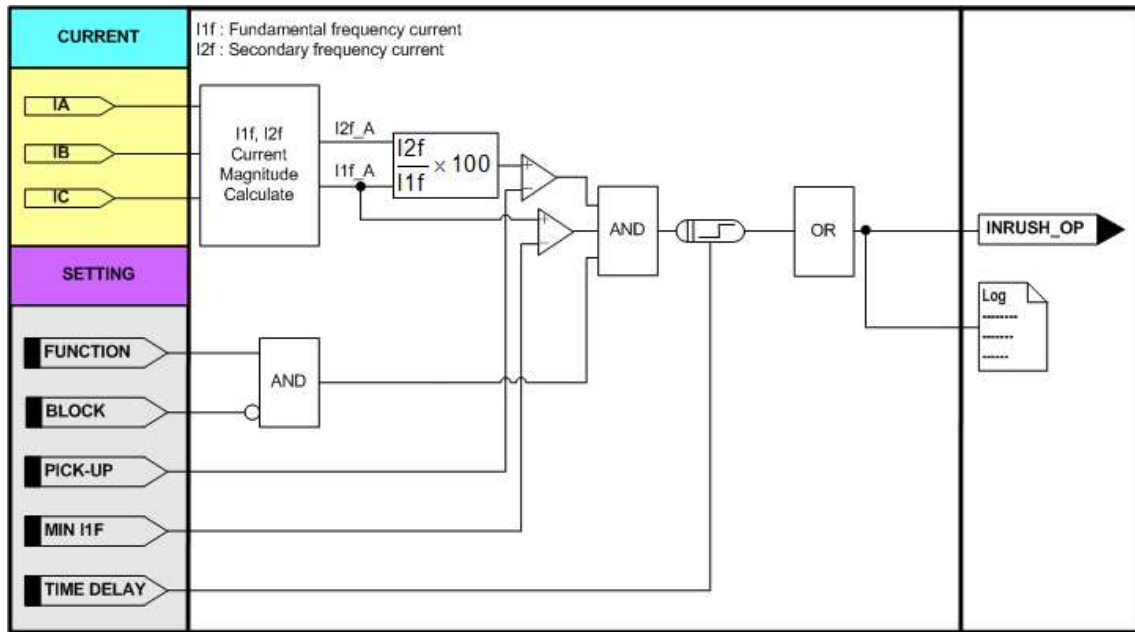 CURRENT
I1f : Fundamental frequency current
I2f : Secondary frequency current
IA
IB
IC
I1f, I2f
Current
Magnitude
Calculate
I2f_A
I1f_A
I2f
I1f
× 100
+
−
+
−
AND
OR
INRUSH_OP
Log
--------
-------
------
SETTING
FUNCTION
BLOCK
AND
PICK-UP
MIN I1F
TIME DELAY